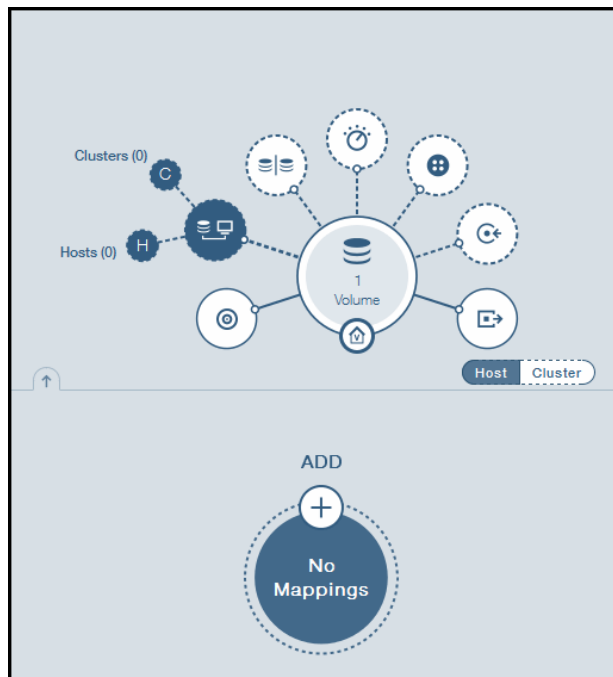 Clusters (0)
C
Hosts (0)
H
1
Volume
V
Host
Cluster
ADD
No
Mappings